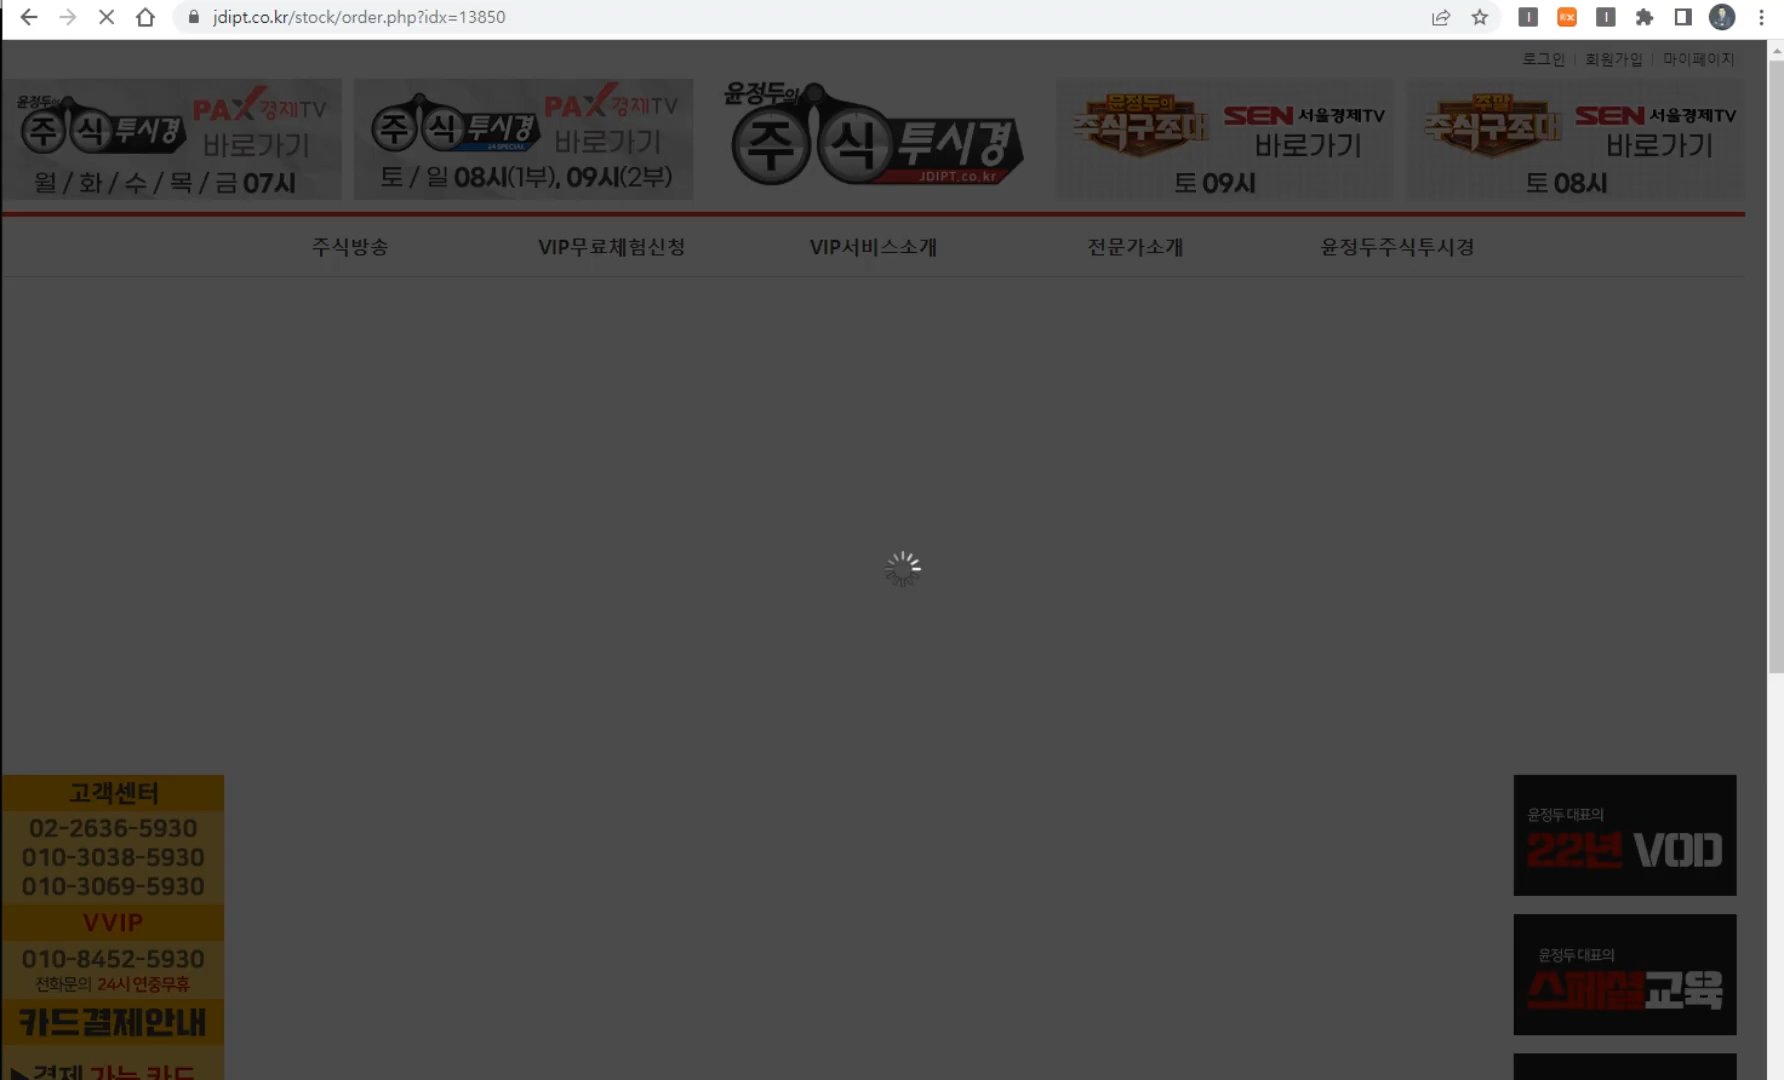 jdipt.co.kr/stock/order.php?idx=13850
로그인 | 회원가입 | 마이페이지
윤정두의
주식투시경
PAX경제TV
바로가기
월 / 화 / 수 / 목 / 금 07시
주식투시경
PAX경제TV
바로가기
토 / 일 08시(1부), 09시(2부)
윤정두의
주식투시경
JDIPT.co.kr
윤정두의
주식구조대
SEN 서울경제TV
바로가기
토 09시
주말
주식구조대
SEN 서울경제TV
바로가기
토 08시
주식방송 VIP무료체험신청 VIP서비스소개 전문가소개 윤정두주식투시경
고객센터
02-2636-5930
010-3038-5930
010-3069-5930
VVIP
010-8452-5930
전화문의 24시 연중무휴
카드결제안내
▶결제 가능 카드
윤정두 대표의
22년 VOD
윤정두 대표의
스페셜교육